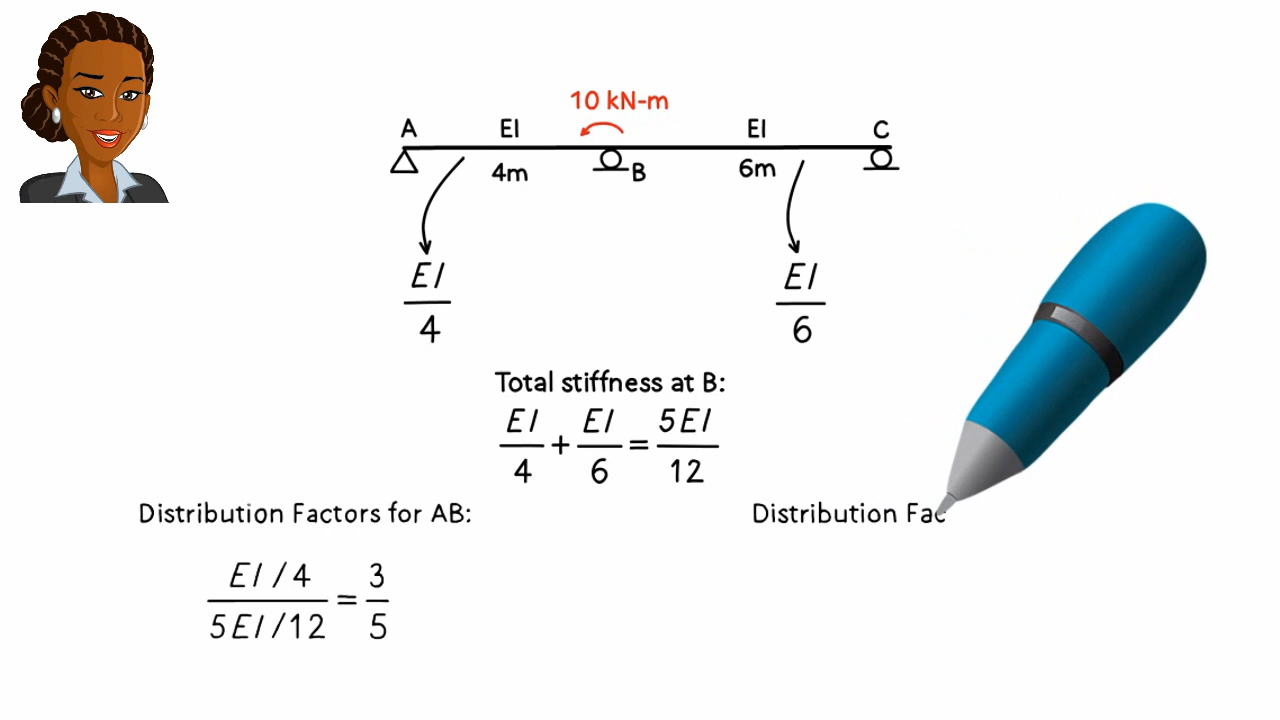 10 kN-m
A EI EI C
4m B 6m
EI/4 EI/6
Total stiffness at B:
EI/4 + EI/6 = 5EI/12
Distribution Factors for AB: Distribution Fac
(EI/4)/(5EI/12) = 3/5